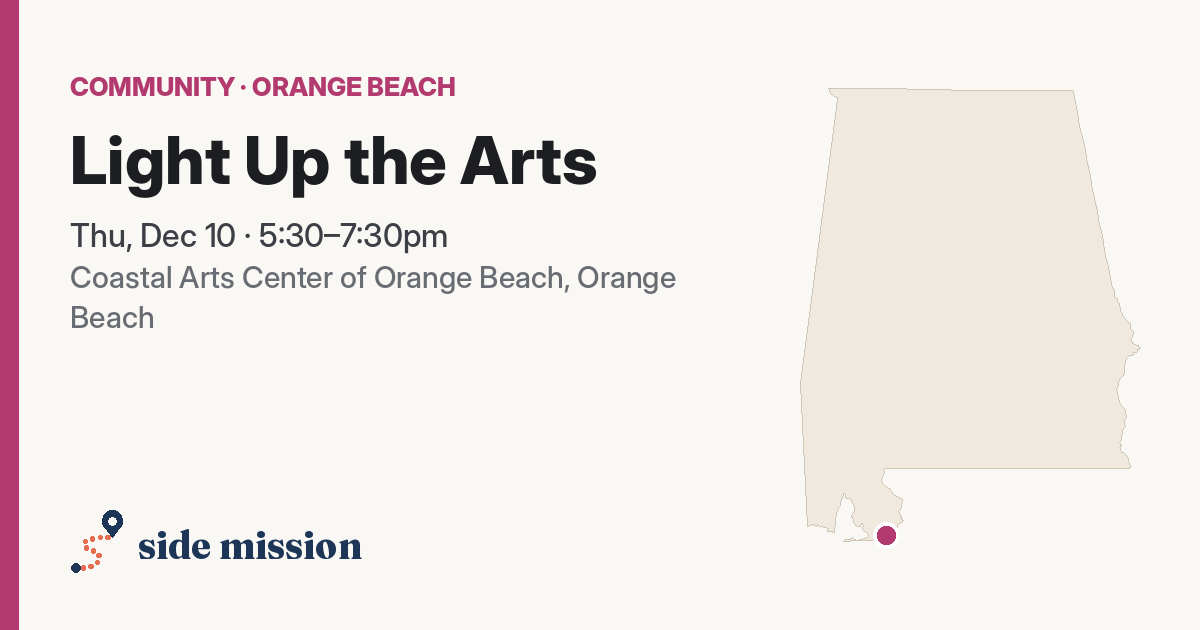 COMMUNITY · ORANGE BEACH
Light Up the Arts
Thu, Dec 10 · 5:30–7:30pm
Coastal Arts Center of Orange Beach, Orange
Beach
side mission